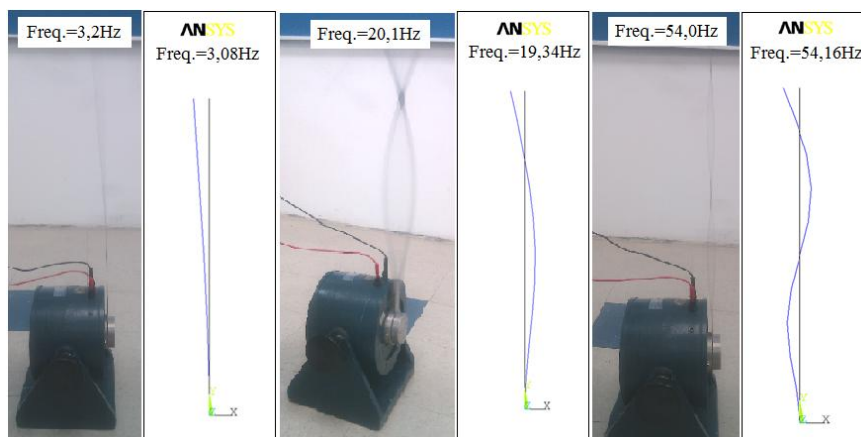 Freq.=3,2Hz
ANSYS
Freq.=3,08Hz
Freq.=20,1Hz
ANSYS
Freq.=19,34Hz
Freq.=54,0Hz
ANSYS
Freq.=54,16Hz
X
X
X